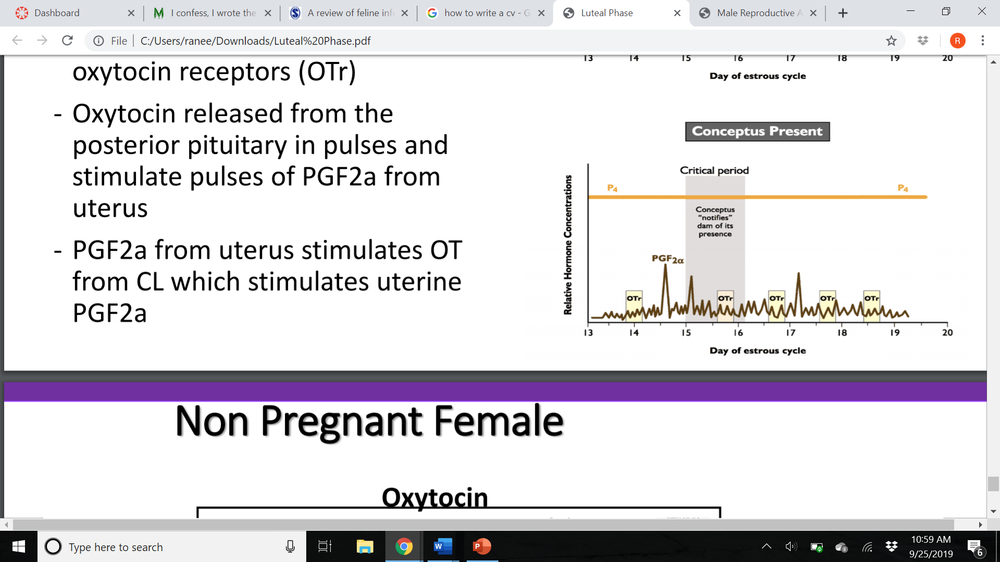 Dashboard
I confess, I wrote the
A review of feline inf
how to write a cv - G
Luteal Phase
Male Reproductive A
File
C:/Users/ranee/Downloads/Luteal%20Phase.pdf
R
oxytocin receptors (OTr)
- Oxytocin released from the
posterior pituitary in pulses and
stimulate pulses of PGF2a from
uterus
- PGF2a from uterus stimulates OT
from CL which stimulates uterine
PGF2a
13 14 15 16 17 18 19 20
Day of estrous cycle
Conceptus Present
Critical period
Relative Hormone Concentrations
P4 P4
Conceptus
"notifies"
dam of its
presence
PGF2α
OTr OTr OTr OTr OTr
13 14 15 16 17 18 19 20
Day of estrous cycle
Non Pregnant Female
Oxytocin
Type here to search
10:59 AM
9/25/2019
6